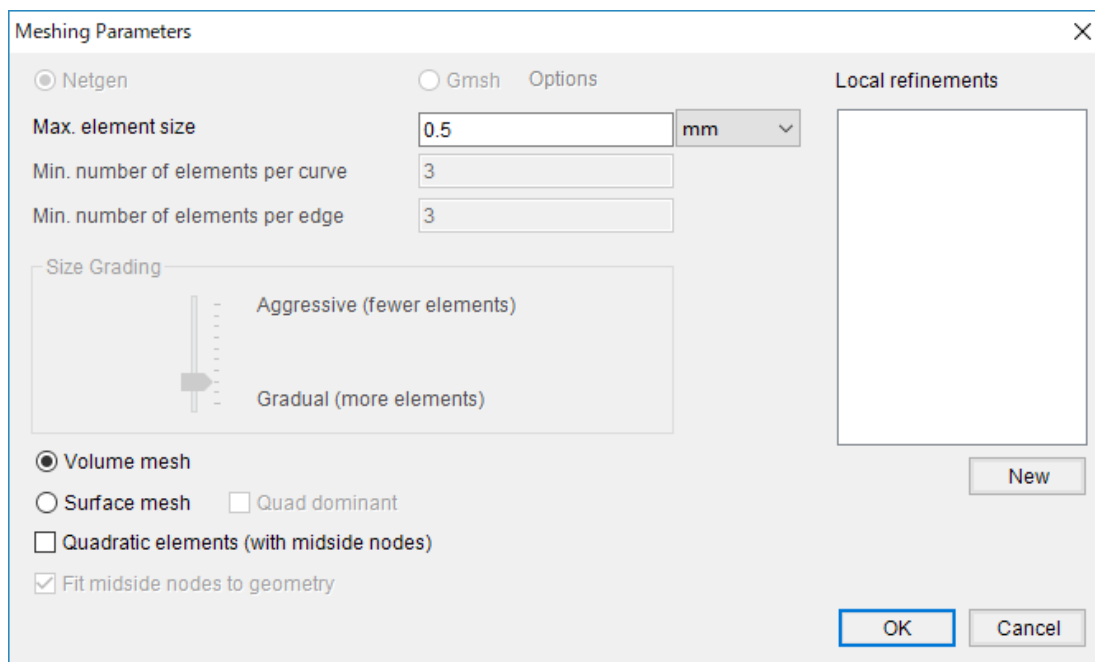 Meshing Parameters
Netgen Gmsh Options Local refinements
Max. element size 0.5 mm
Min. number of elements per curve 3
Min. number of elements per edge 3
Size Grading
Aggressive (fewer elements)
Gradual (more elements)
Volume mesh
New
Surface mesh Quad dominant
Quadratic elements (with midside nodes)
Fit midside nodes to geometry
OK Cancel